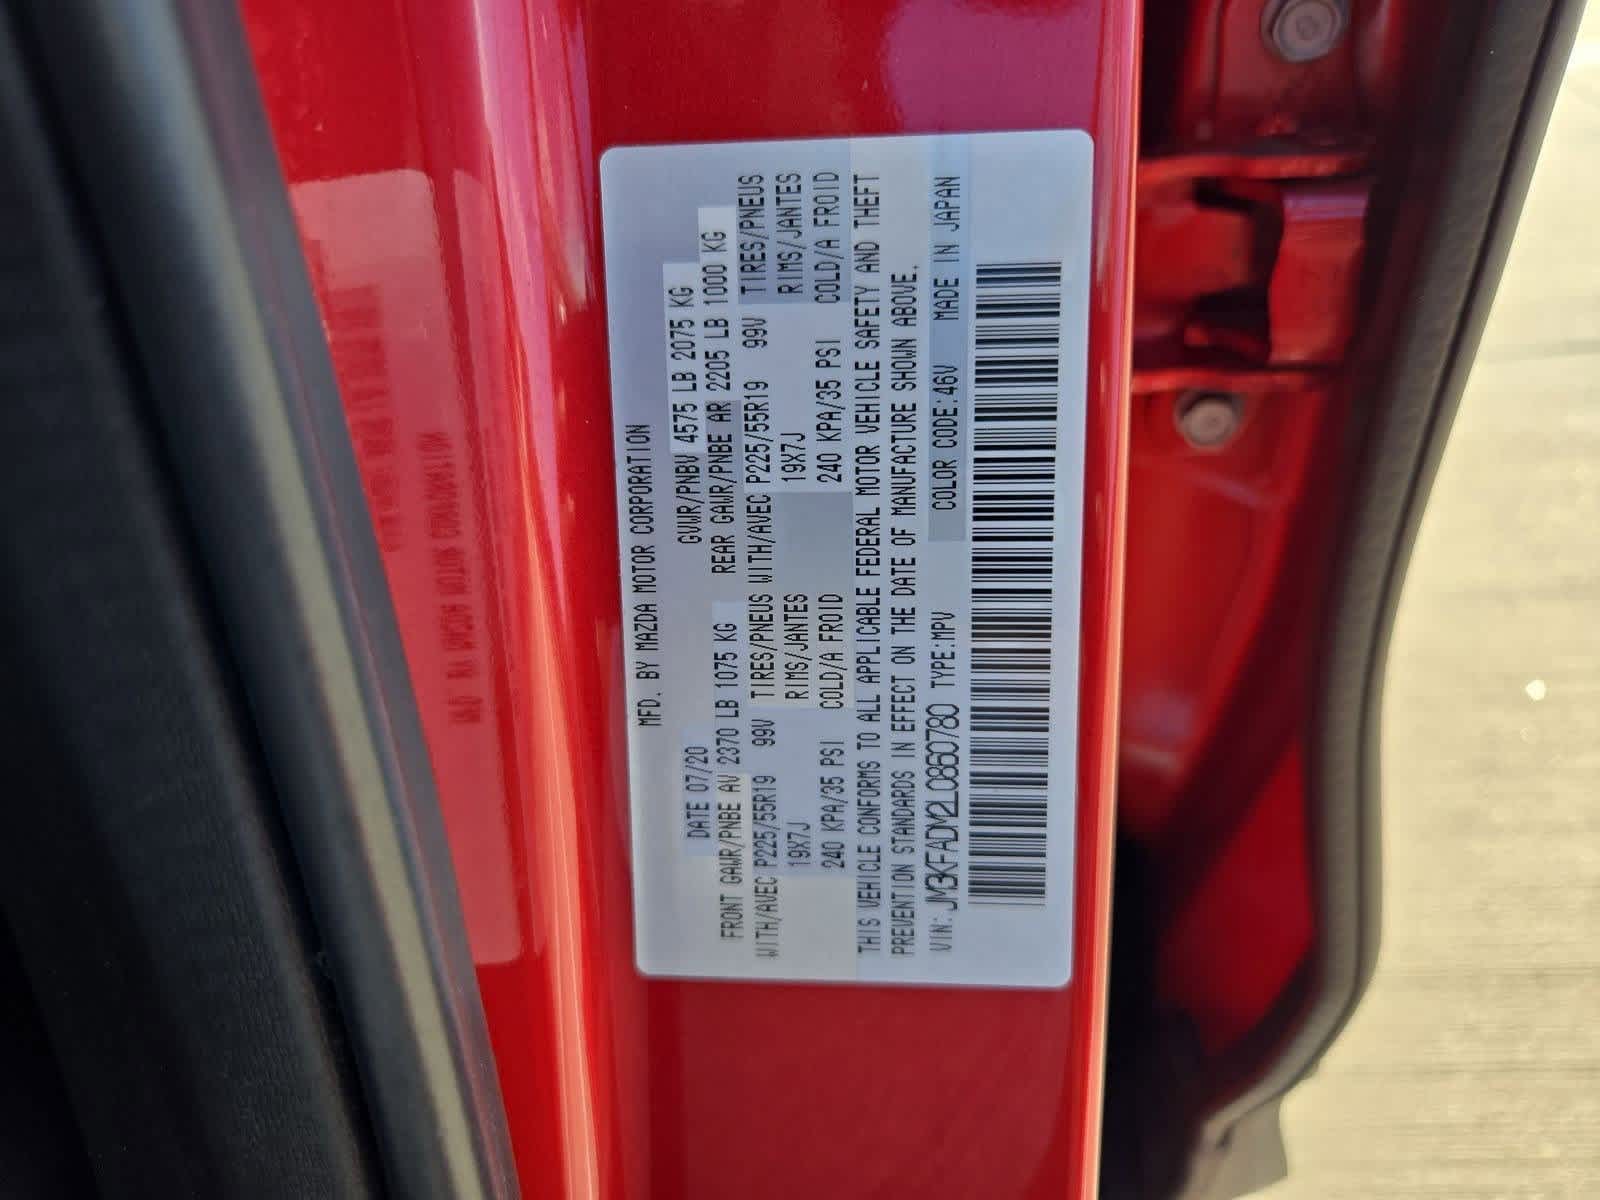 MFD. BY MAZDA MOTOR CORPORATION
DATE 07/20 GVWR/PNBV 4575 LB 2075 KG
FRONT GAWR/PNBE AV 2370 LB 1075 KG REAR GAWR/PNBE AR 2205 LB 1000 KG
WITH/AVEC P225/55R19 99V TIRES/PNEUS WITH/AVEC P225/55R19 99V TIRES/PNEUS
19X7J RIMS/JANTES 19X7J RIMS/JANTES
240 KPA/35 PSI COLD/A FROID 240 KPA/35 PSI COLD/A FROID
THIS VEHICLE CONFORMS TO ALL APPLICABLE FEDERAL MOTOR VEHICLE SAFETY AND THEFT
PREVENTION STANDARDS IN EFFECT ON THE DATE OF MANUFACTURE SHOWN ABOVE.
VIN: JM3KFADM2L0860780 TYPE:MPV COLOR CODE:46V MADE IN JAPAN